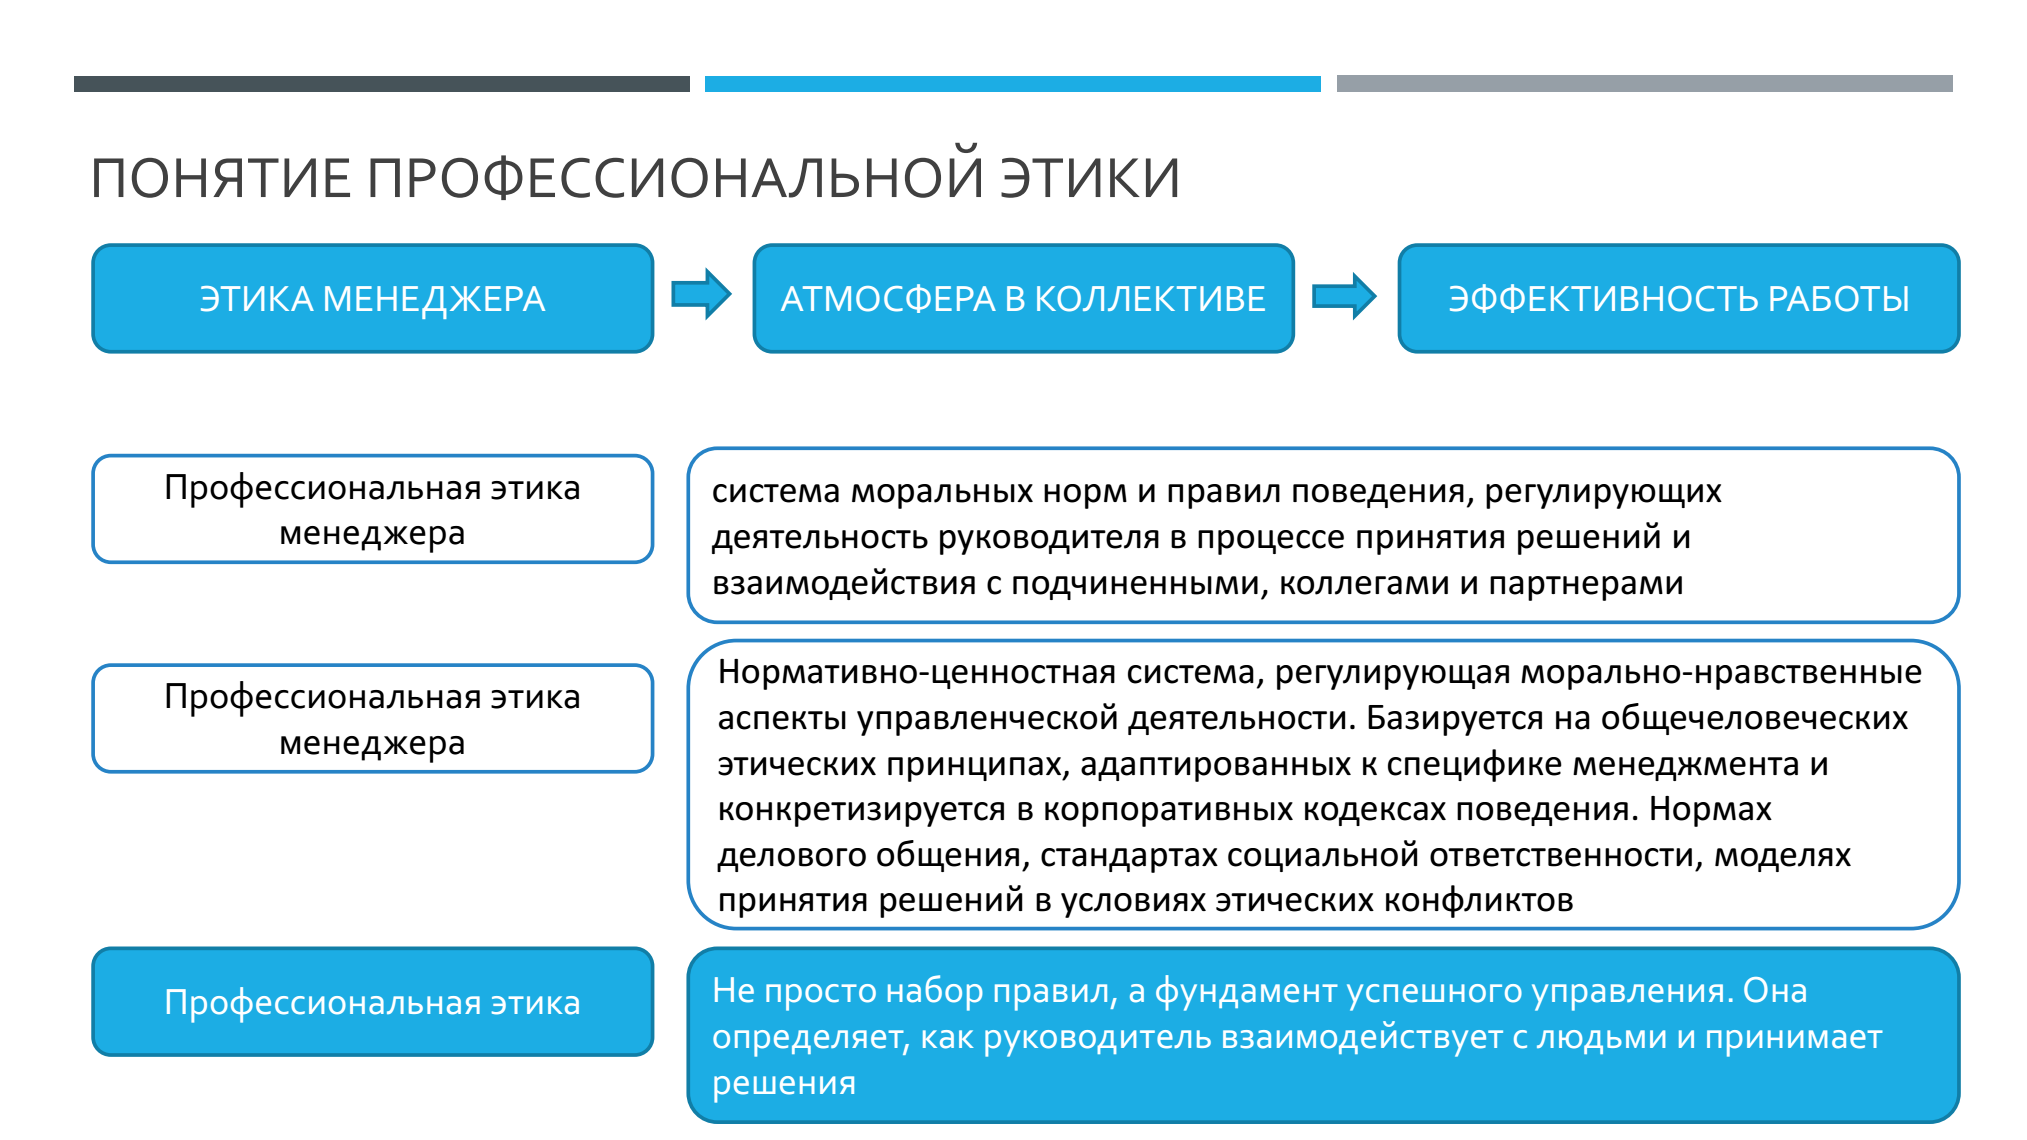 ПОНЯТИЕ ПРОФЕССИОНАЛЬНОЙ ЭТИКИ
ЭТИКА МЕНЕДЖЕРА
АТМОСФЕРА В КОЛЛЕКТИВЕ
ЭФФЕКТИВНОСТЬ РАБОТЫ
Профессиональная этика
менеджера
система моральных норм и правил поведения, регулирующих
деятельность руководителя в процессе принятия решений и
взаимодействия с подчиненными, коллегами и партнерами
Профессиональная этика
менеджера
Нормативно-ценностная система, регулирующая морально-нравственные
аспекты управленческой деятельности. Базируется на общечеловеческих
этических принципах, адаптированных к специфике менеджмента и
конкретизируется в корпоративных кодексах поведения. Нормах
делового общения, стандартах социальной ответственности, моделях
принятия решений в условиях этических конфликтов
Профессиональная этика
Не просто набор правил, а фундамент успешного управления. Она
определяет, как руководитель взаимодействует с людьми и принимает
решения